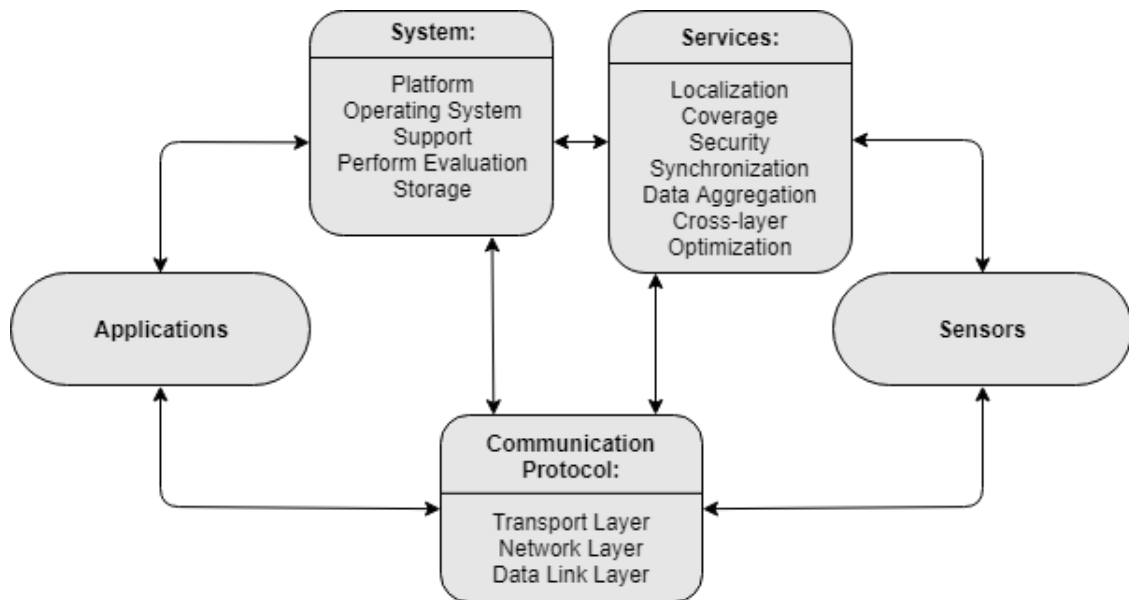 System:
Platform
Operating System
Support
Perform Evaluation
Storage
Services:
Localization
Coverage
Security
Synchronization
Data Aggregation
Cross-layer
Optimization
Applications
Sensors
Communication
Protocol:
Transport Layer
Network Layer
Data Link Layer